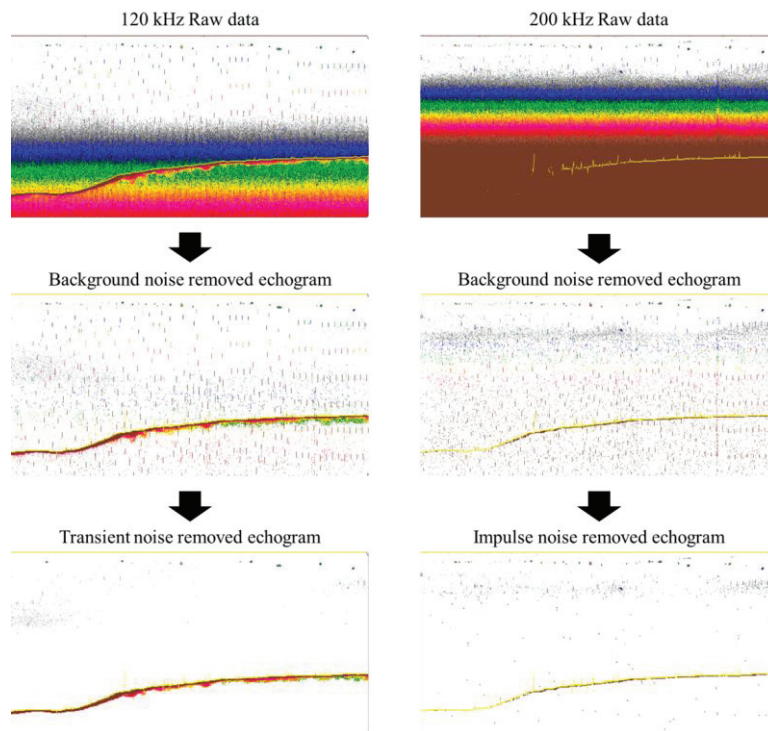 120 kHz Raw data
200 kHz Raw data
Background noise removed echogram
Background noise removed echogram
Transient noise removed echogram
Impulse noise removed echogram